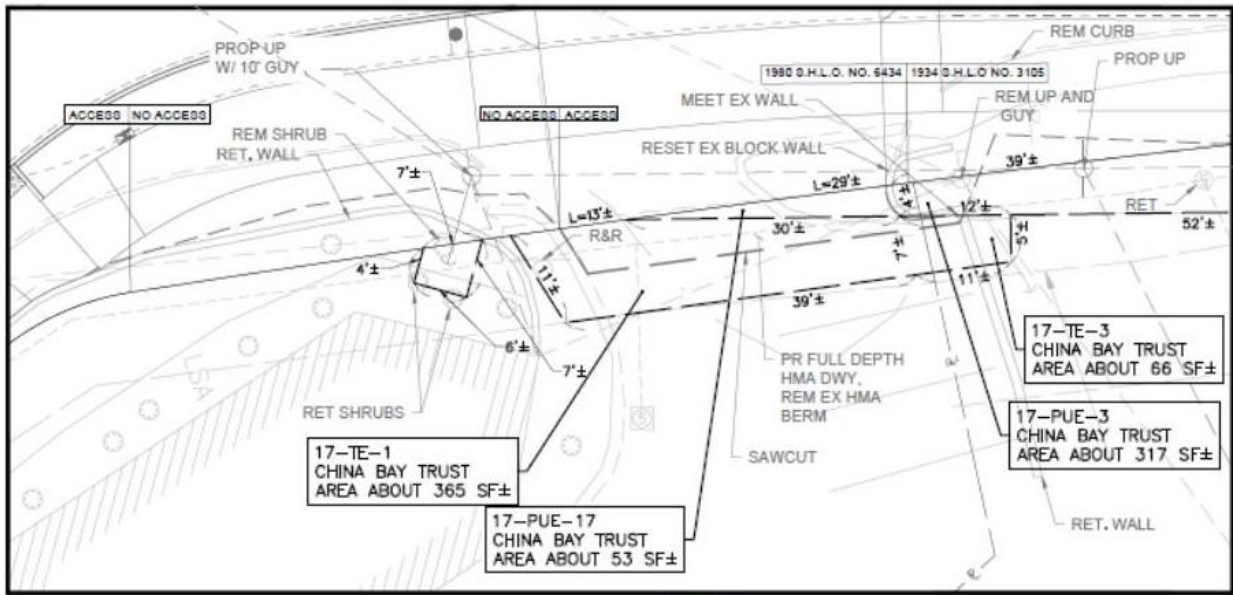 REM CURB
PROP UP
W/ 10' GUY
PROP UP
1980 S.H.L.O. NO. 6434
1934 S.H.L.O NO. 3105
ACCESS
NO ACCESS
NO ACCESS
ACCESS
MEET EX WALL
REM UP AND
GUY
REM SHRUB
RET. WALL
RESET EX BLOCK WALL
39'±
7'±
L=29'±
4'±
L=13'±
12'±
RET
30'±
52'±
R&R
5'±
7'±
4'±
11'±
11'±
39'±
6'±
7'±
LSA
S
PR FULL DEPTH
HMA DWY,
REM EX HMA
BERM
17-TE-3
CHINA BAY TRUST
AREA ABOUT 66 SF±
RET SHRUBS
17-PUE-3
CHINA BAY TRUST
AREA ABOUT 317 SF±
17-TE-1
CHINA BAY TRUST
AREA ABOUT 365 SF±
SAWCUT
17-PUE-17
CHINA BAY TRUST
AREA ABOUT 53 SF±
RET. WALL